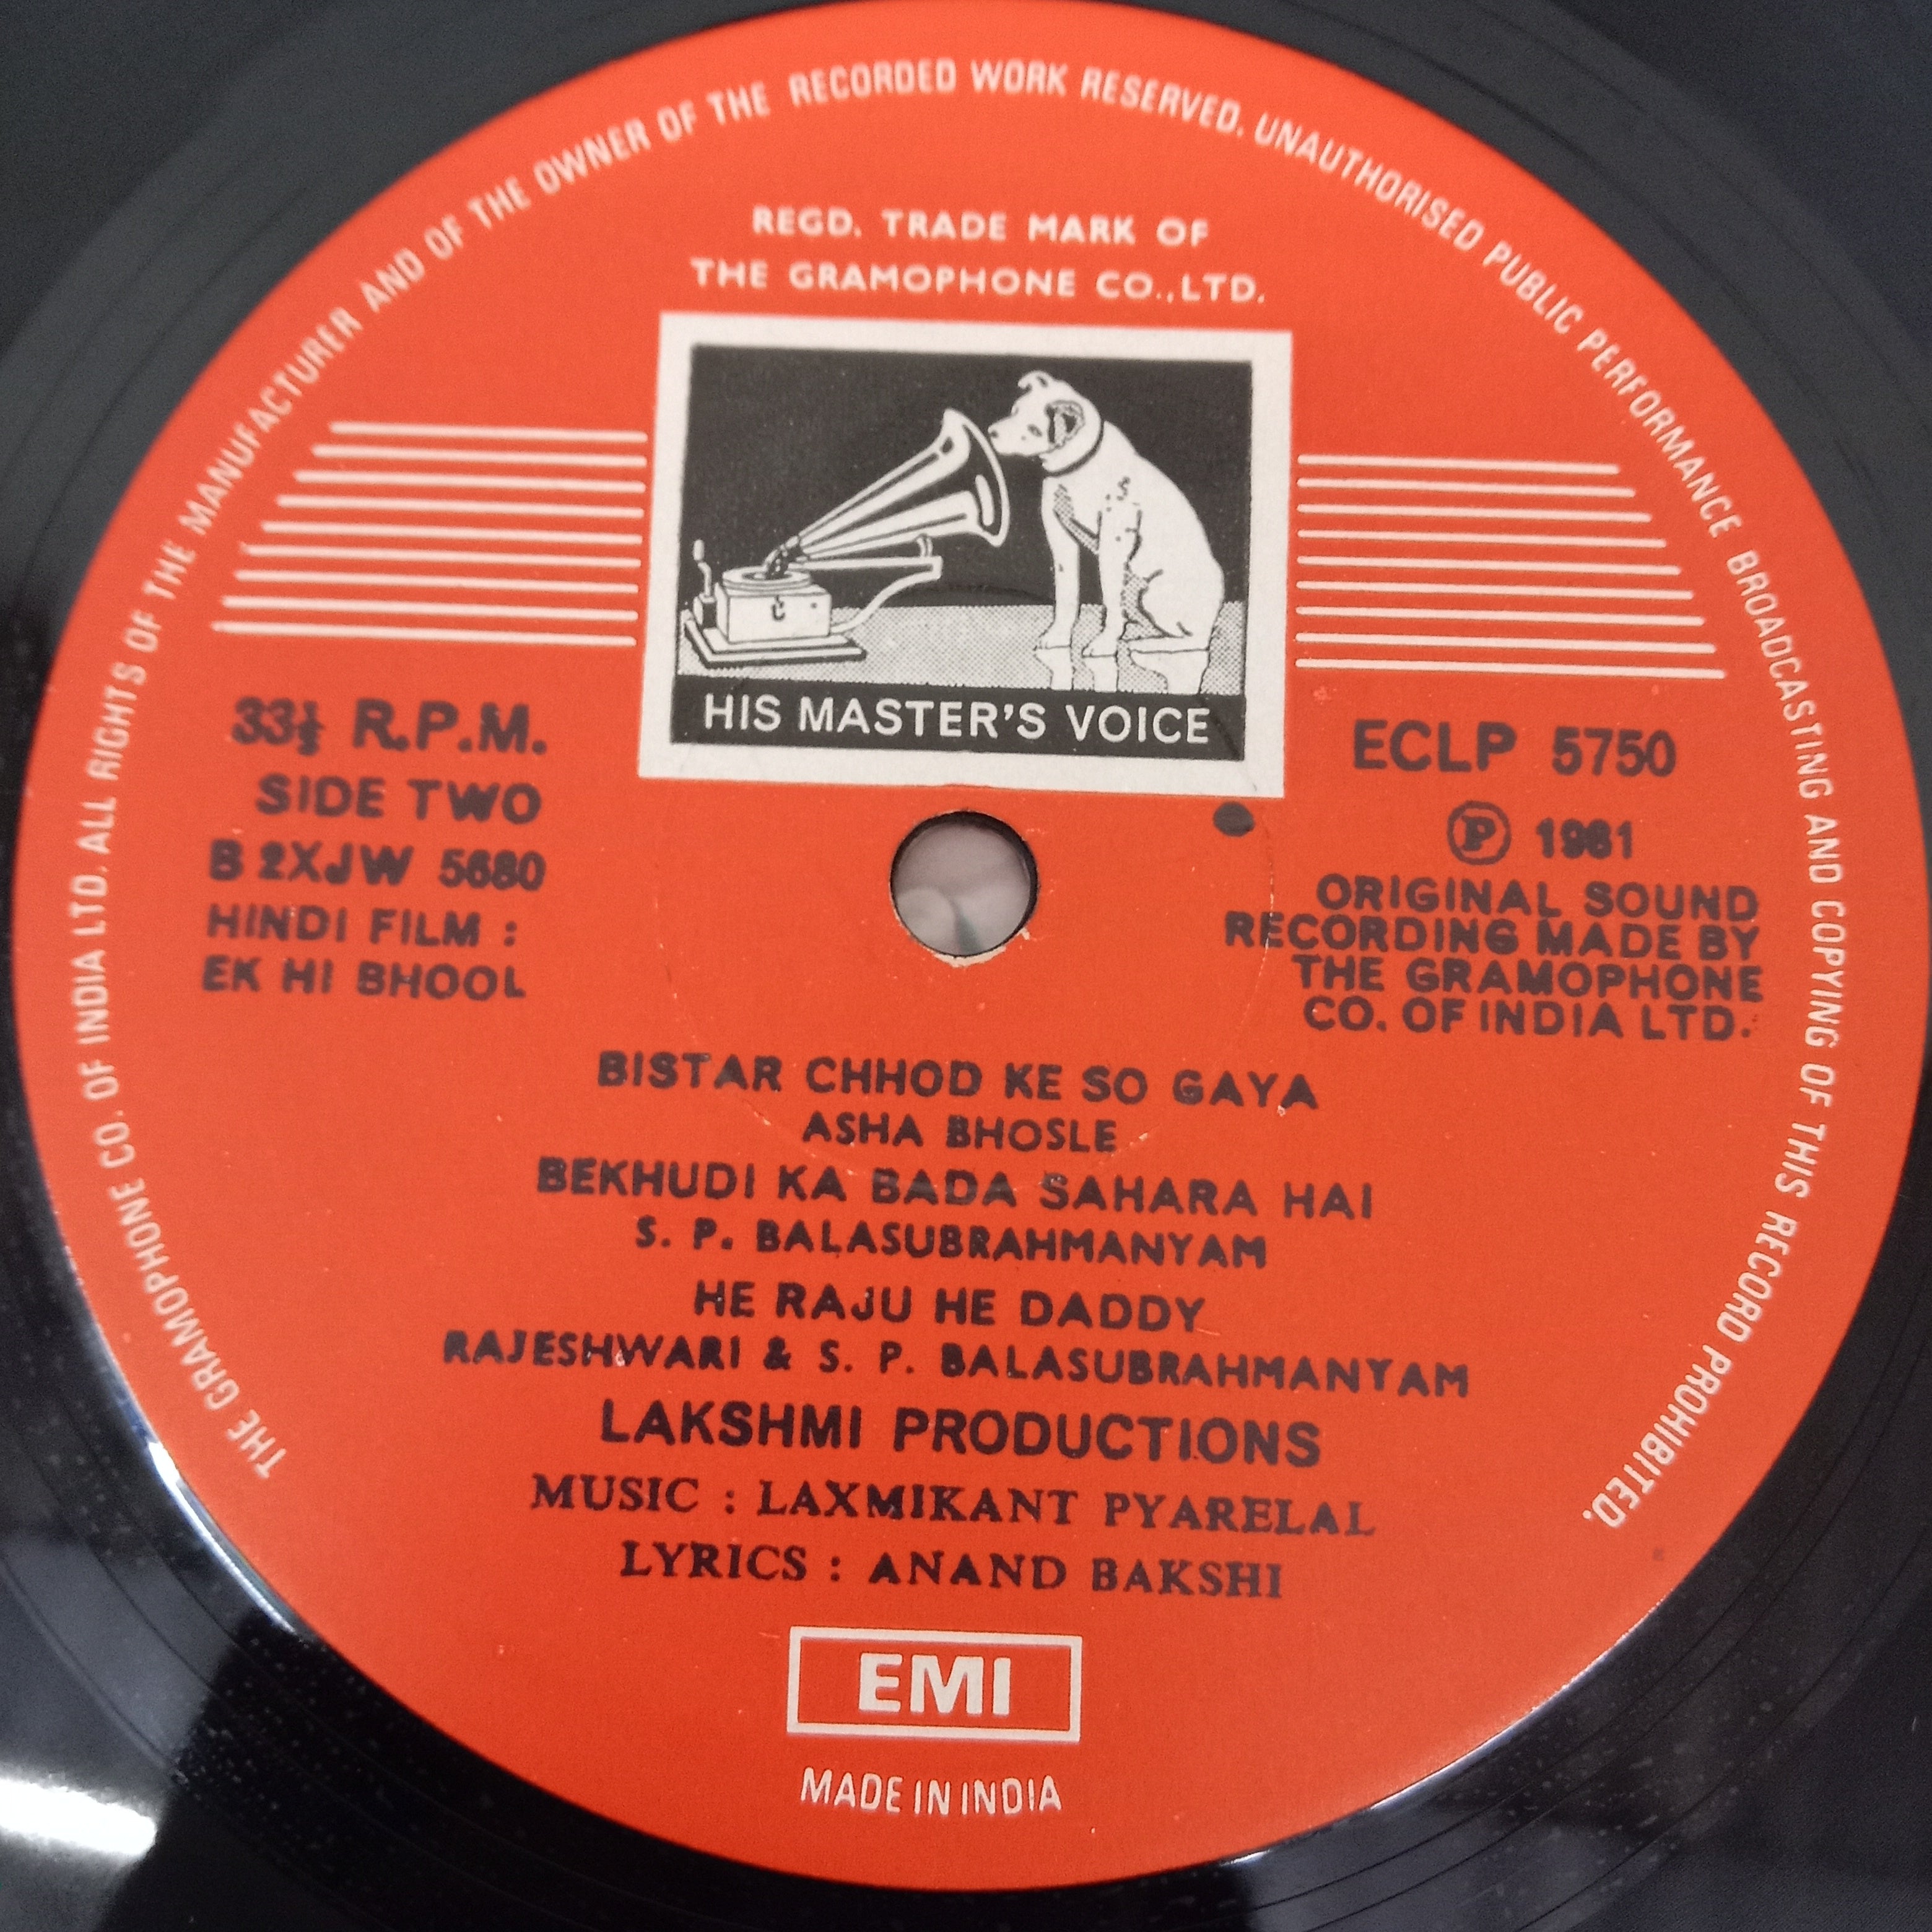 THE GRAMOPHONE CO. OF INDIA LTD. ALL RIGHTS OF THE MANUFACTURER AND OF THE OWNER OF THE RECORDED WORK RESERVED. UNAUTHORISED PUBLIC PERFORMANCE BROADCASTING AND COPYING OF THIS RECORD PROHIBITED.
REGD. TRADE MARK OF
THE GRAMOPHONE CO., LTD.
HIS MASTER'S VOICE
33⅓ R.P.M.
SIDE TWO
B 2XJW 5680
HINDI FILM :
EK HI BHOOL
ECLP 5750
Ⓟ 1981
ORIGINAL SOUND
RECORDING MADE BY
THE GRAMOPHONE
CO. OF INDIA LTD.
BISTAR CHHOD KE SO GAYA
ASHA BHOSLE
BEKHUDI KA BADA SAHARA HAI
S. P. BALASUBRAHMANYAM
HE RAJU HE DADDY
RAJESHWARI & S. P. BALASUBRAHMANYAM
LAKSHMI PRODUCTIONS
MUSIC : LAXMIKANT PYARELAL
LYRICS : ANAND BAKSHI
EMI
MADE IN INDIA